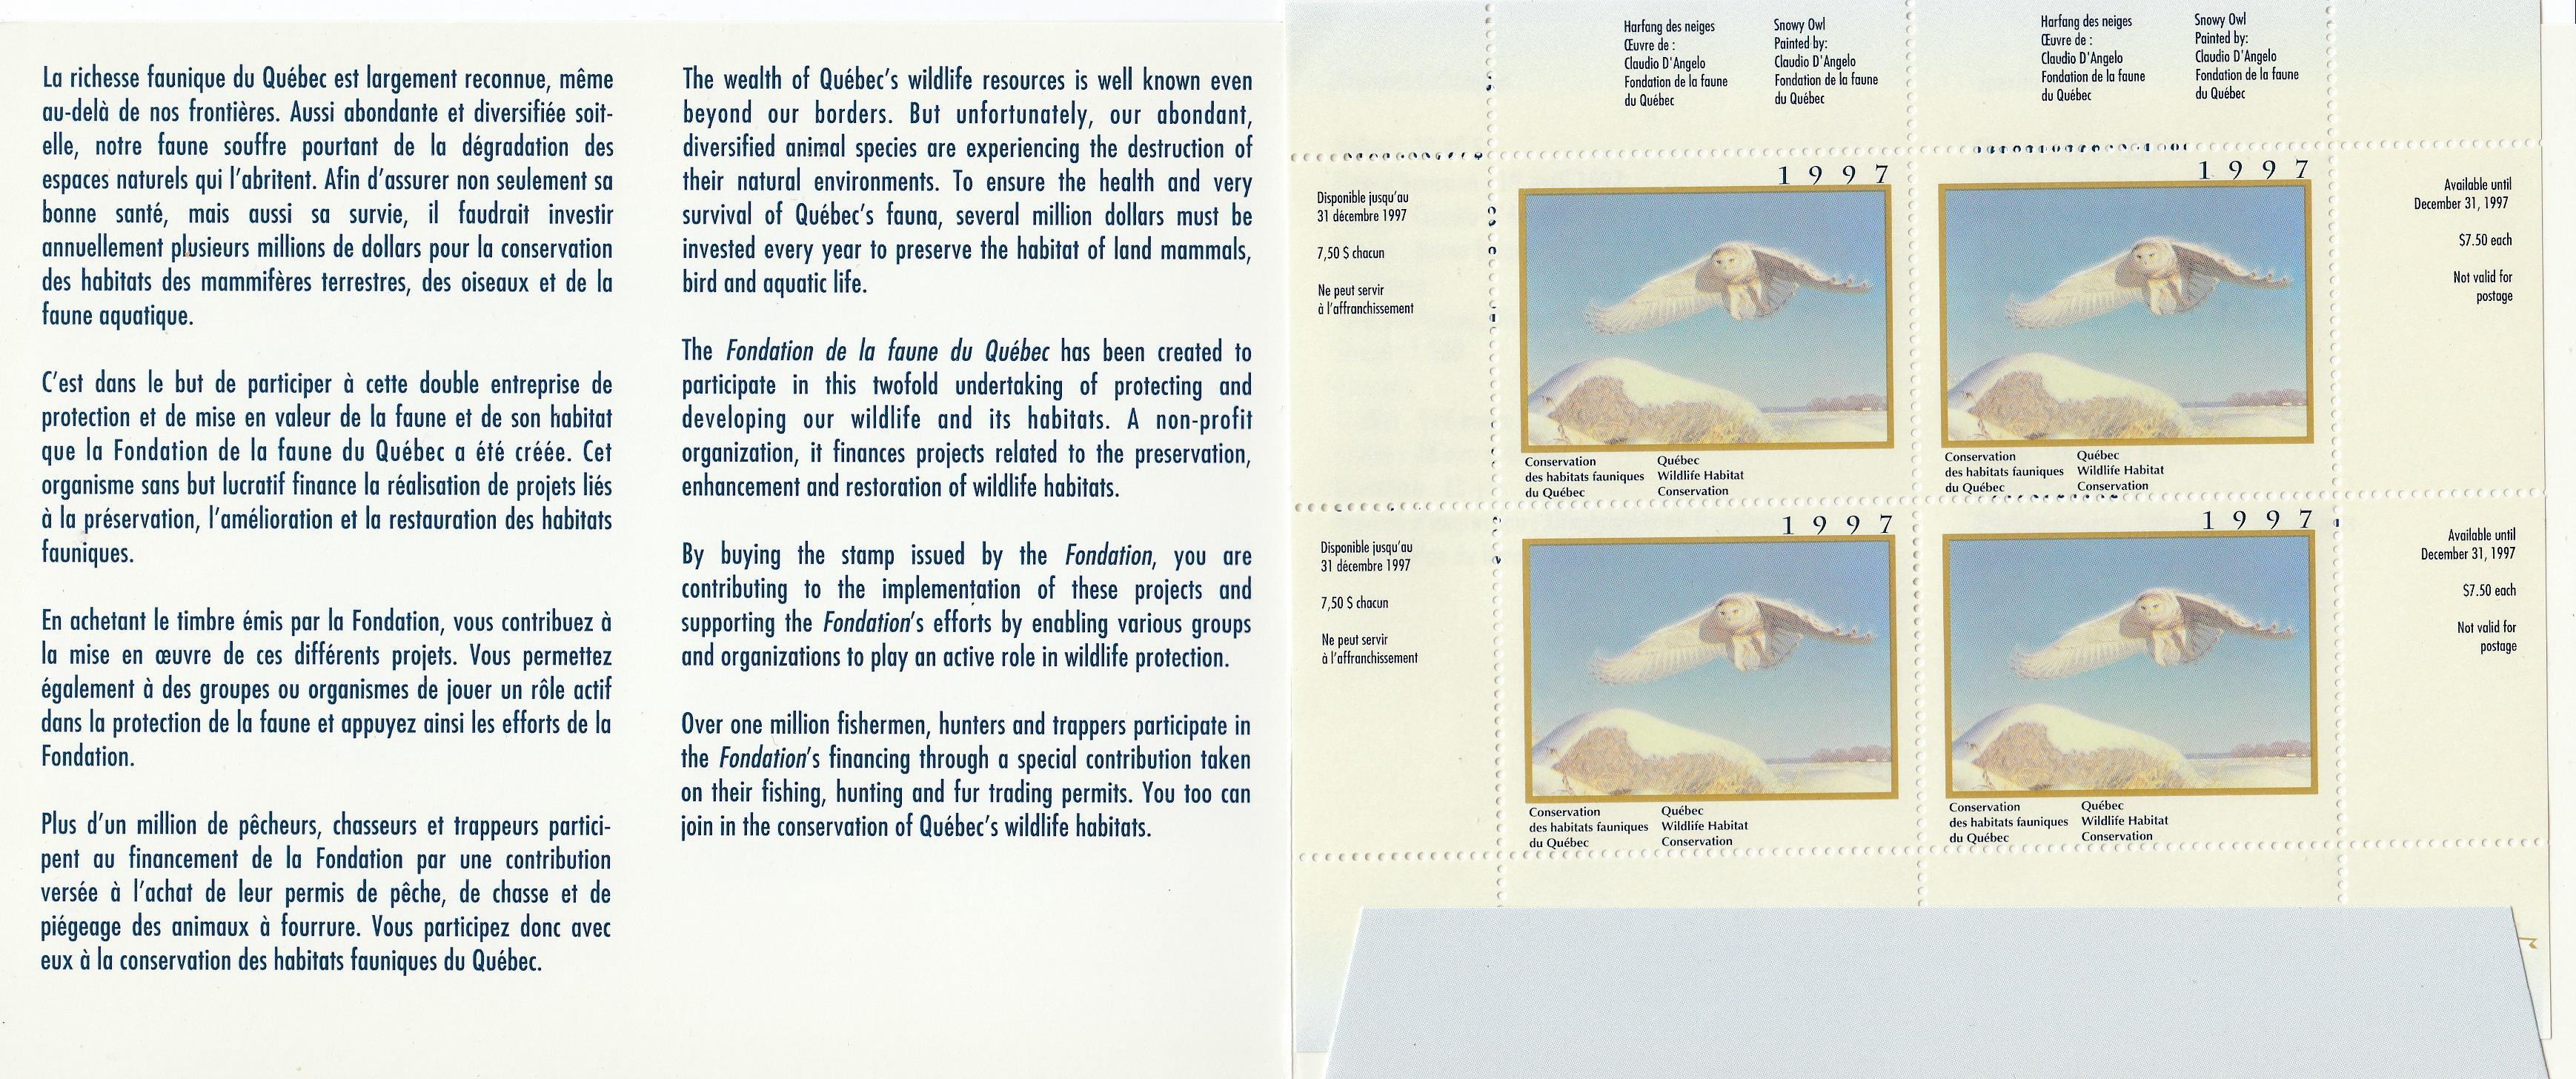 La richesse faunique du Québec est largement reconnue, même
au-delà de nos frontières. Aussi abondante et diversifiée soit-
elle, notre faune souffre pourtant de la dégradation des
espaces naturels qui l'abritent. Afin d'assurer non seulement sa
bonne santé, mais aussi sa survie, il faudrait investir
annuellement plusieurs millions de dollars pour la conservation
des habitats des mammifères terrestres, des oiseaux et de la
faune aquatique.
C'est dans le but de participer à cette double entreprise de
protection et de mise en valeur de la faune et de son habitat
que la Fondation de la faune du Québec a été créée. Cet
organisme sans but lucratif finance la réalisation de projets liés
à la préservation, l'amélioration et la restauration des habitats
fauniques.
En achetant le timbre émis par la Fondation, vous contribuez à
la mise en œuvre de ces différents projets. Vous permettez
également à des groupes ou organismes de jouer un rôle actif
dans la protection de la faune et appuyez ainsi les efforts de la
Fondation.
Plus d'un million de pêcheurs, chasseurs et trappeurs partici-
pent au financement de la Fondation par une contribution
versée à l'achat de leur permis de pêche, de chasse et de
piégeage des animaux à fourrure. Vous participez donc avec
eux à la conservation des habitats fauniques du Québec.
The wealth of Québec's wildlife resources is well known even
beyond our borders. But unfortunately, our abundant,
diversified animal species are experiencing the destruction of
their natural environments. To ensure the health and very
survival of Québec's fauna, several million dollars must be
invested every year to preserve the habitat of land mammals,
bird and aquatic life.
The Fondation de la faune du Québec has been created to
participate in this twofold undertaking of protecting and
developing our wildlife and its habitats. A non-profit
organization, it finances projects related to the preservation,
enhancement and restoration of wildlife habitats.
By buying the stamp issued by the Fondation, you are
contributing to the implementation of these projects and
supporting the Fondation's efforts by enabling various groups
and organizations to play an active role in wildlife protection.
Over one million fishermen, hunters and trappers participate in
the Fondation's financing through a special contribution taken
on their fishing, hunting and fur trading permits. You too can
join in the conservation of Québec's wildlife habitats.
Harfang des neiges
Œuvre de :
Claudio D'Angelo
Fondation de la faune
du Québec
Snowy Owl
Painted by:
Claudio D'Angelo
Fondation de la faune
du Québec
Harfang des neiges
Œuvre de :
Claudio D'Angelo
Fondation de la faune
du Québec
Snowy Owl
Painted by:
Claudio D'Angelo
Fondation de la faune
du Québec
Disponible jusqu'au
31 décembre 1997
7,50 $ chacun
Ne peut servir
à l'affranchissement
1997
Conservation
des habitats fauniques
du Québec
Québec
Wildlife Habitat
Conservation
1997
Conservation
des habitats fauniques
du Québec
Québec
Wildlife Habitat
Conservation
Available until
December 31, 1997
$7.50 each
Not valid for
postage
Disponible jusqu'au
31 décembre 1997
7,50 $ chacun
Ne peut servir
à l'affranchissement
1997
Conservation
des habitats fauniques
du Québec
Québec
Wildlife Habitat
Conservation
1997
Conservation
des habitats fauniques
du Québec
Québec
Wildlife Habitat
Conservation
Available until
December 31, 1997
$7.50 each
Not valid for
postage